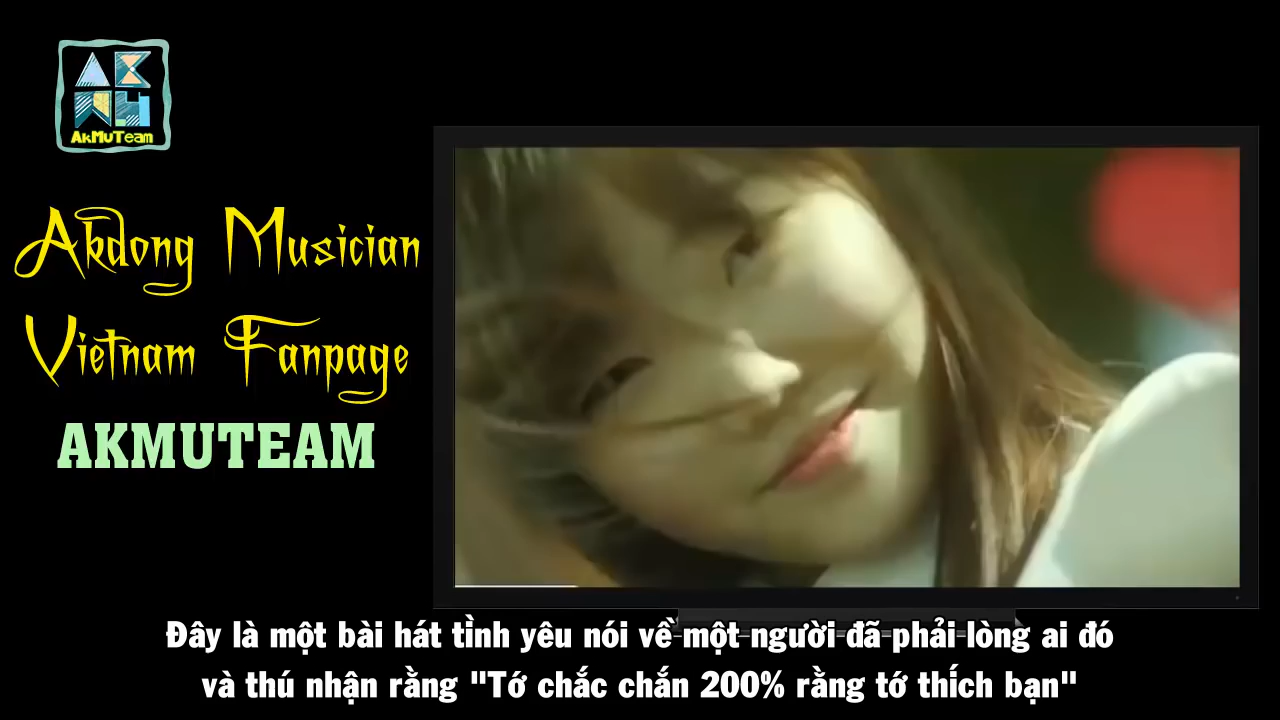 AKMU
AkMuTeam
Akdong Musician
Vietnam Fanpage
AKMUTEAM
Đây là một bài hát tình yêu nói về một người đã phải lòng ai đó
và thú nhận rằng "Tớ chắc chắn 200% rằng tớ thích bạn"